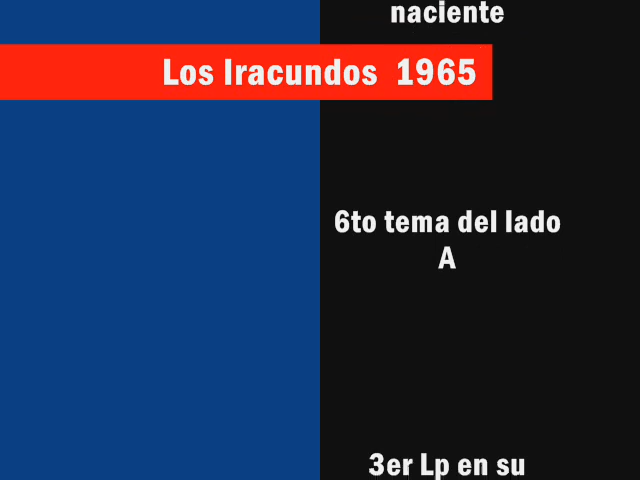 naciente
Los Iracundos 1965
6to tema del lado
A
3er Lp en su